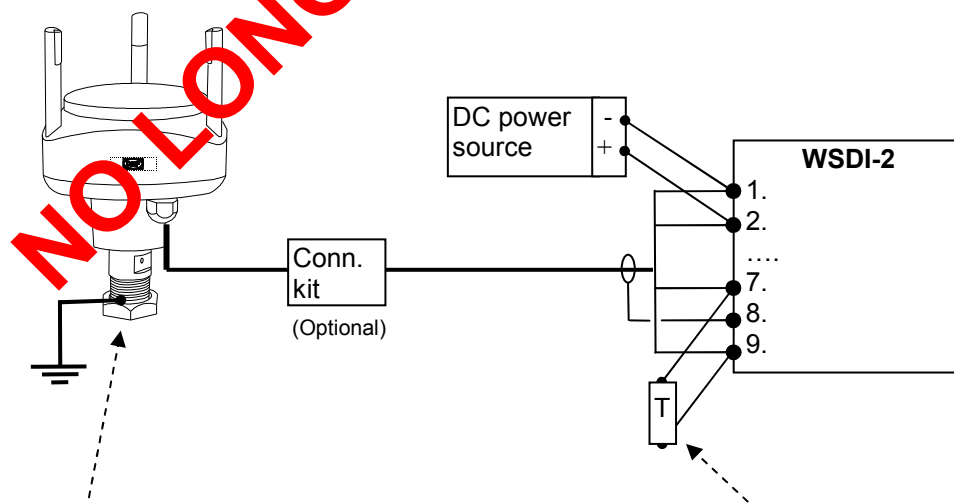 NO LONG
DC power
source
-
+
WSDI-2
1.
2.
....
7.
8.
9.
Conn.
kit
(Optional)
T